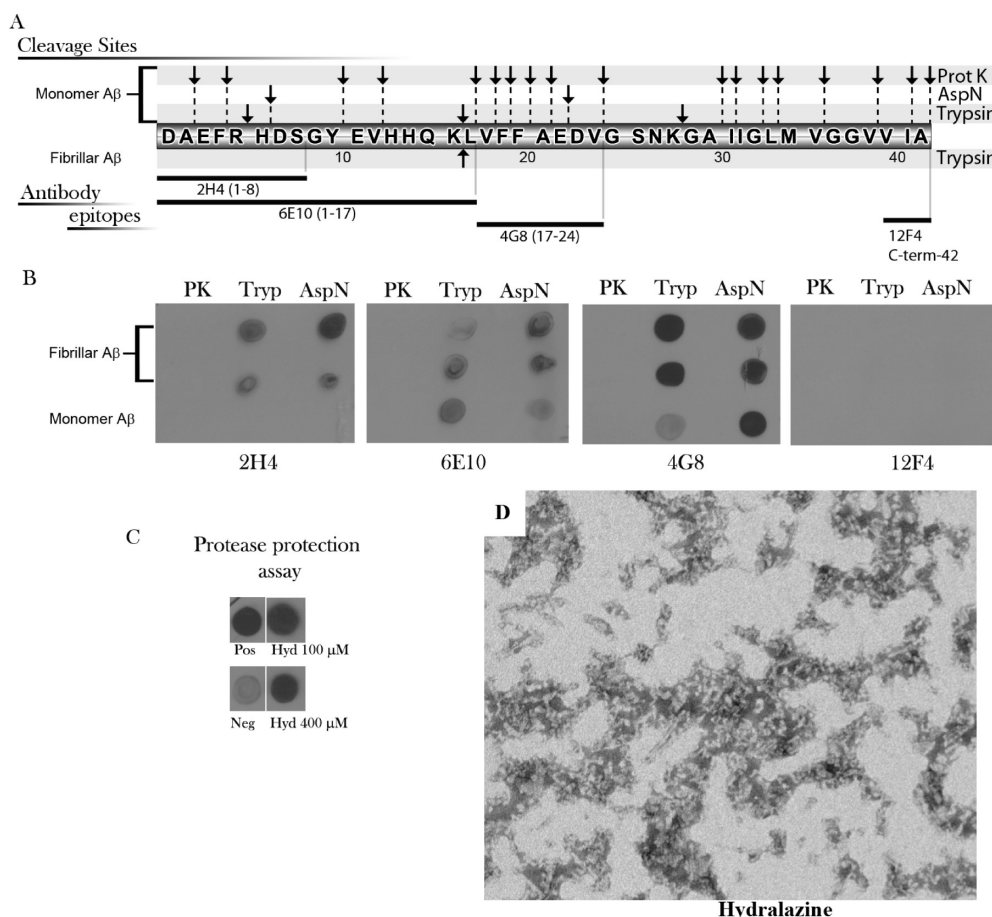 A
Cleavage Sites
Monomer Aβ
Prot K
AspN
Trypsin
DAEFRHDSGYEVHHQKLVFFAEDVGSNKGAIIGLMVGGVVIA
Fibrillar Aβ
10 20 30 40
Trypsin
Antibody
epitopes
2H4 (1-8)
6E10 (1-17)
4G8 (17-24)
12F4
C-term-42
B
PK Tryp AspN PK Tryp AspN PK Tryp AspN PK Tryp AspN
Fibrillar Aβ
Monomer Aβ
2H4 6E10 4G8 12F4
C
Protease protection
assay
Pos Hyd 100 µM
Neg Hyd 400 µM
D
Hydralazine